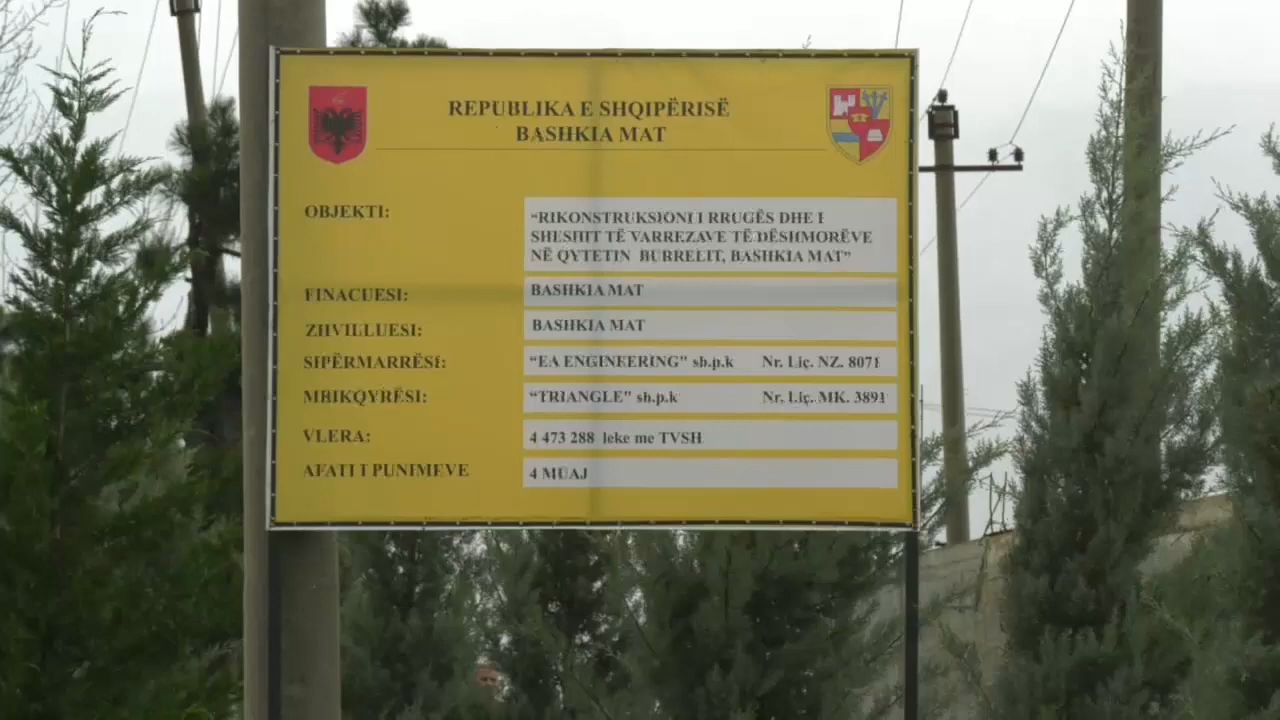 REPUBLIKA E SHQIPËRISË
BASHKIA MAT
OBJEKTI: "RIKONSTRUKSIONI I RRUGËS DHE I
SHESHIT TË VARREZAVE TË DËSHMORËVE
NË QYTETIN BURRELIT, BASHKIA MAT"
FINACUESI: BASHKIA MAT
ZHVILLUESI: BASHKIA MAT
SIPËRMARRËSI: "EA ENGINEERING" sh.p.k Nr. Liç. NZ. 8071
MBIKQYRËSI: "TRIANGLE" sh.p.k Nr. Liç. MK. 3891
VLERA: 4 473 288 leke me TVSH
AFATI I PUNIMEVE 4 MUAJ